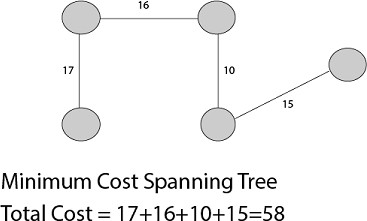 16
17
10
15
Minimum Cost Spanning Tree
Total Cost = 17+16+10+15=58